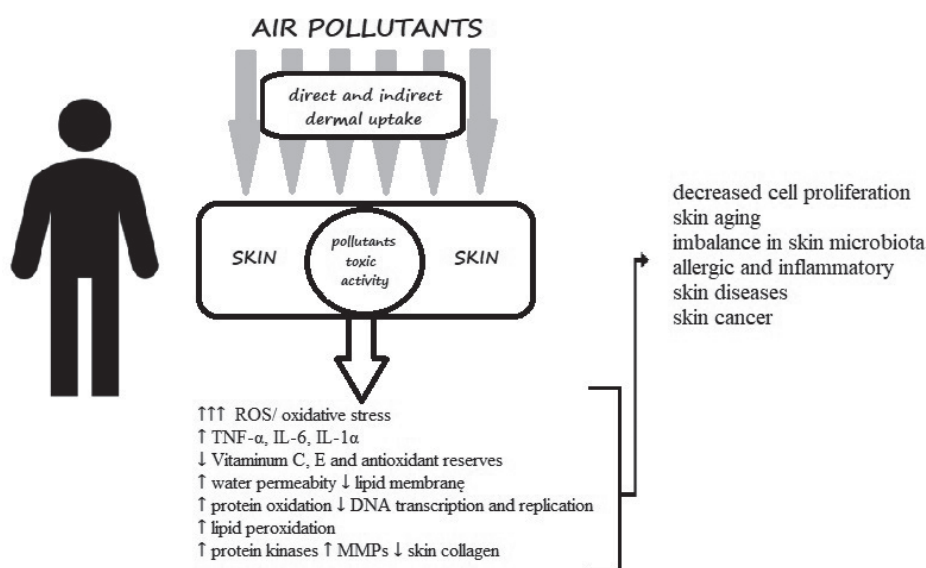 AIR POLLUTANTS
direct and indirect
dermal uptake
SKIN
pollutants
toxic
activity
SKIN
↑↑↑ ROS/ oxidative stress
↑ TNF-α, IL-6, IL-1α
↓ Vitaminum C, E and antioxidant reserves
↑ water permeabity ↓ lipid membranę
↑ protein oxidation ↓ DNA transcription and replication
↑ lipid peroxidation
↑ protein kinases ↑ MMPs ↓ skin collagen
decreased cell proliferation
skin aging
imbalance in skin microbiota
allergic and inflammatory
skin diseases
skin cancer